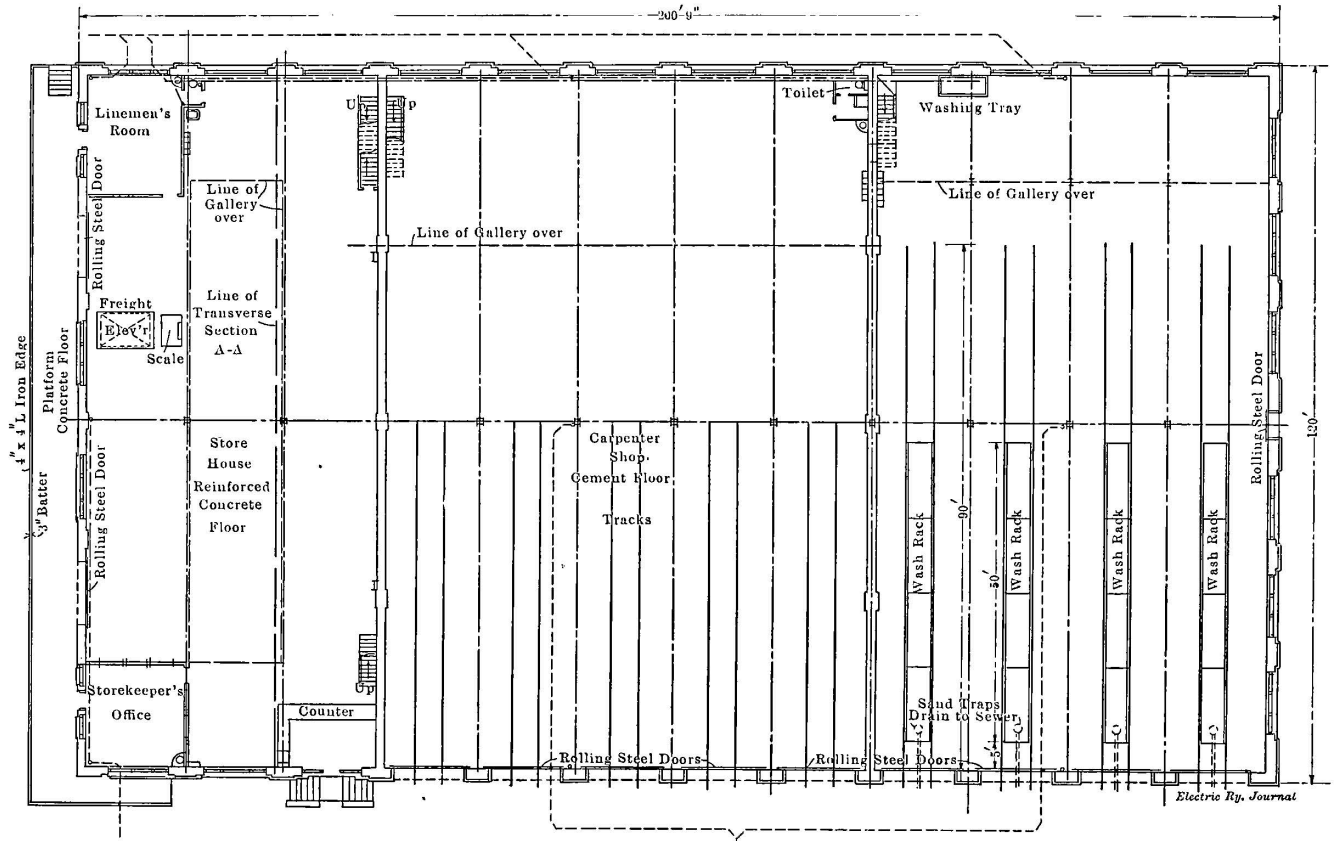 200'9"
Linemen's
Room
Up
Up
Toilet
Washing Tray
Rolling Steel Door
Line of
Gallery
over
Line of Gallery over
Line of Gallery over
Freight
Elev'r
Scale
Line of
Transverse
Section
A-A
Platform
Concrete Floor
L Iron Edge
3" Batter
Rolling Steel Door
Store
House
Reinforced
Concrete
Floor
Carpenter
Shop.
Cement Floor
Tracks
90'
50'
Wash Rack
Wash Rack
Wash Rack
Wash Rack
Rolling Steel Door
120'
Storekeeper's
Office
Up
Counter
Sand Traps
Drain to Sewer
5'
Rolling Steel Doors
Rolling Steel Doors
Electric Ry. Journal